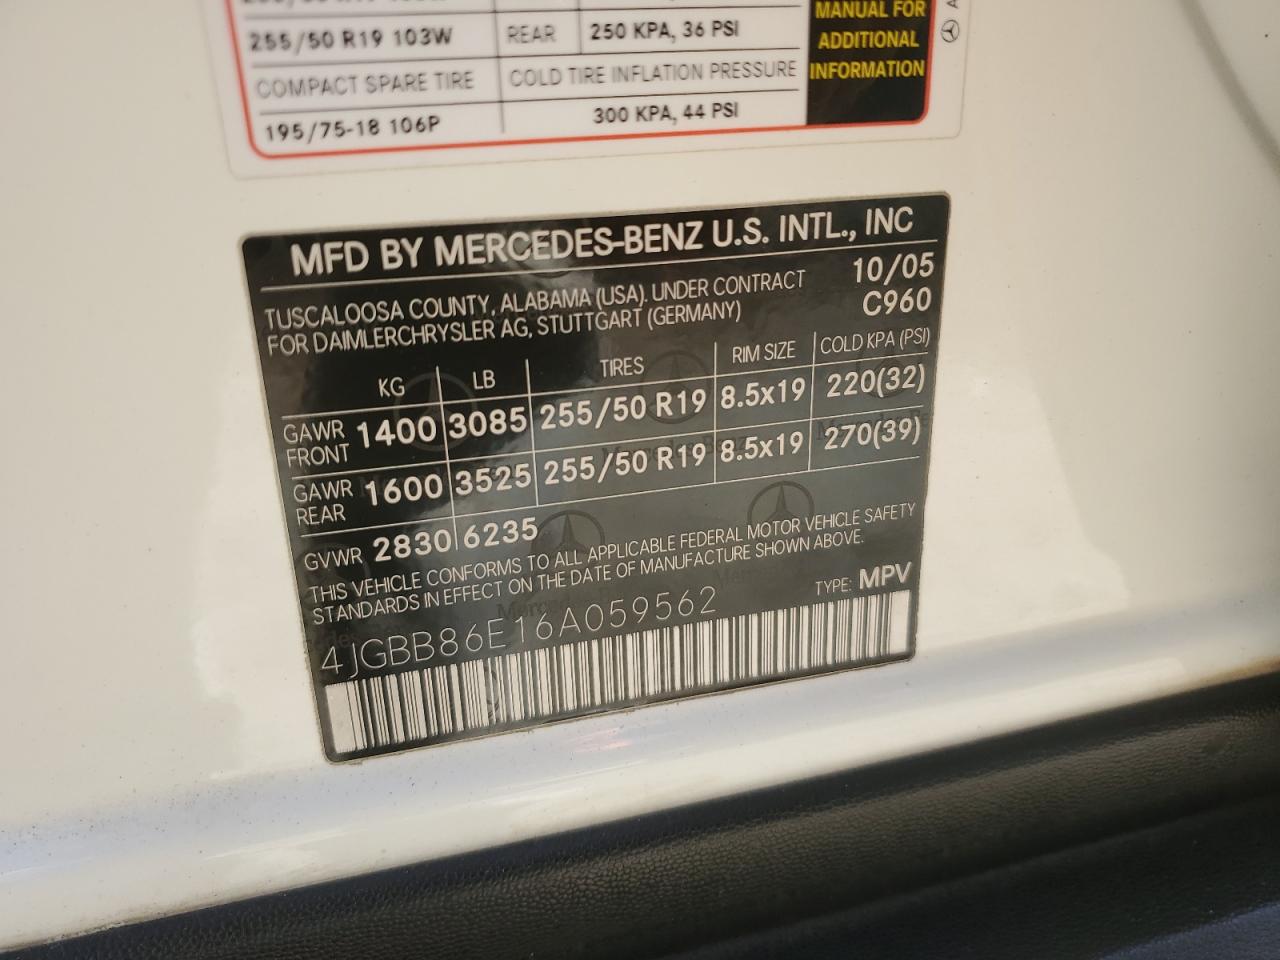 255/50 R19 103W REAR 250 KPA, 36 PSI
COMPACT SPARE TIRE COLD TIRE INFLATION PRESSURE
195/75-18 106P 300 KPA, 44 PSI
MANUAL FOR
ADDITIONAL
INFORMATION
A
MFD BY MERCEDES-BENZ U.S. INTL., INC
TUSCALOOSA COUNTY, ALABAMA (USA). UNDER CONTRACT 10/05
FOR DAIMLERCHRYSLER AG, STUTTGART (GERMANY) C960
KG LB TIRES RIM SIZE COLD KPA (PSI)
GAWR FRONT 1400 3085 255/50 R19 8.5x19 220(32)
GAWR REAR 1600 3525 255/50 R19 8.5x19 270(39)
GVWR 2830 6235
THIS VEHICLE CONFORMS TO ALL APPLICABLE FEDERAL MOTOR VEHICLE SAFETY
STANDARDS IN EFFECT ON THE DATE OF MANUFACTURE SHOWN ABOVE.
4JGBB86E16A059562 TYPE: MPV